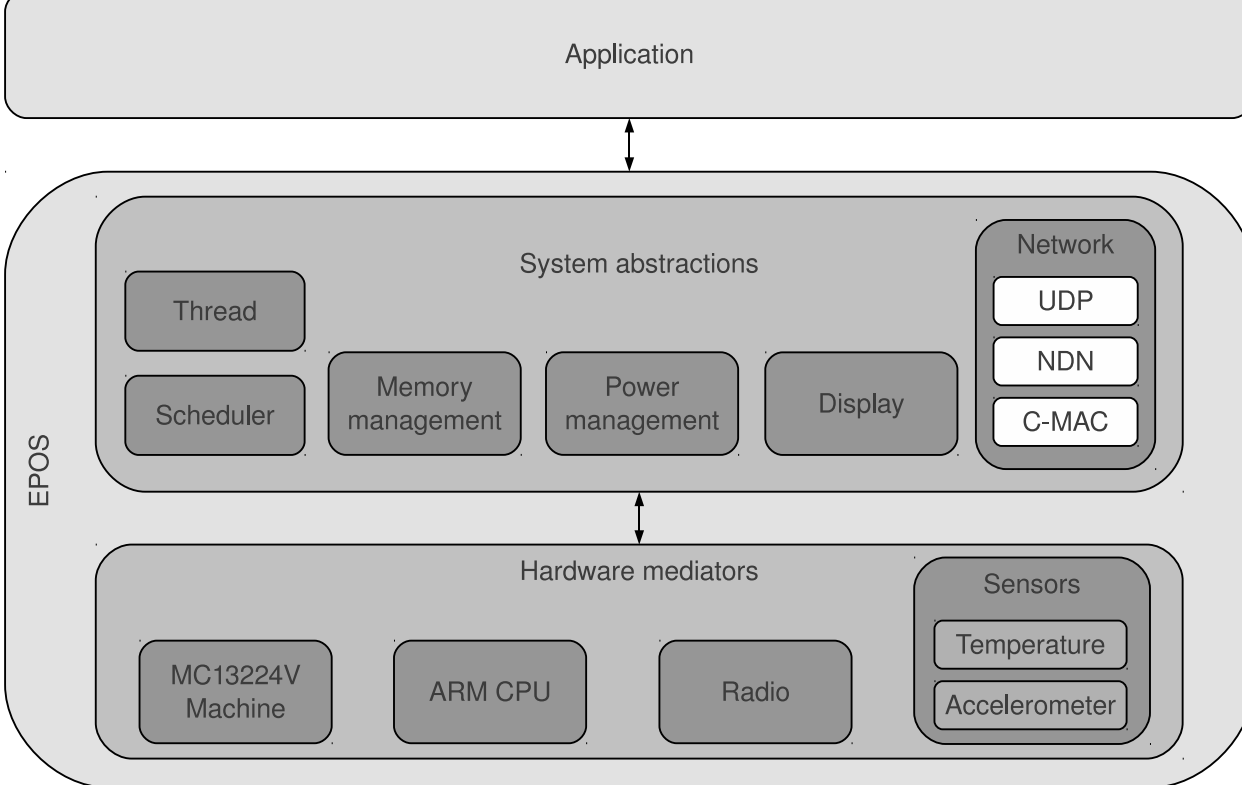 Application
System abstractions
Network
UDP
NDN
C-MAC
Thread
Scheduler
Memory
management
Power
management
Display
EPOS
Hardware mediators
Sensors
Temperature
Accelerometer
MC13224V
Machine
ARM CPU
Radio